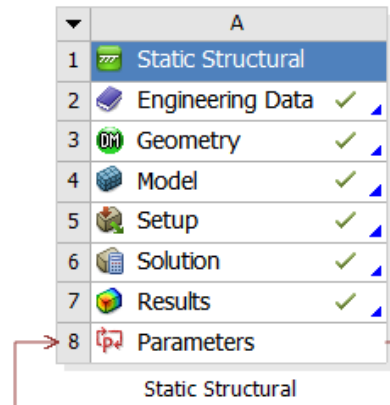 A
1 Static Structural
2 Engineering Data
3 DM Geometry
4 Model
5 Setup
6 Solution
7 Results
8 p Parameters
Static Structural